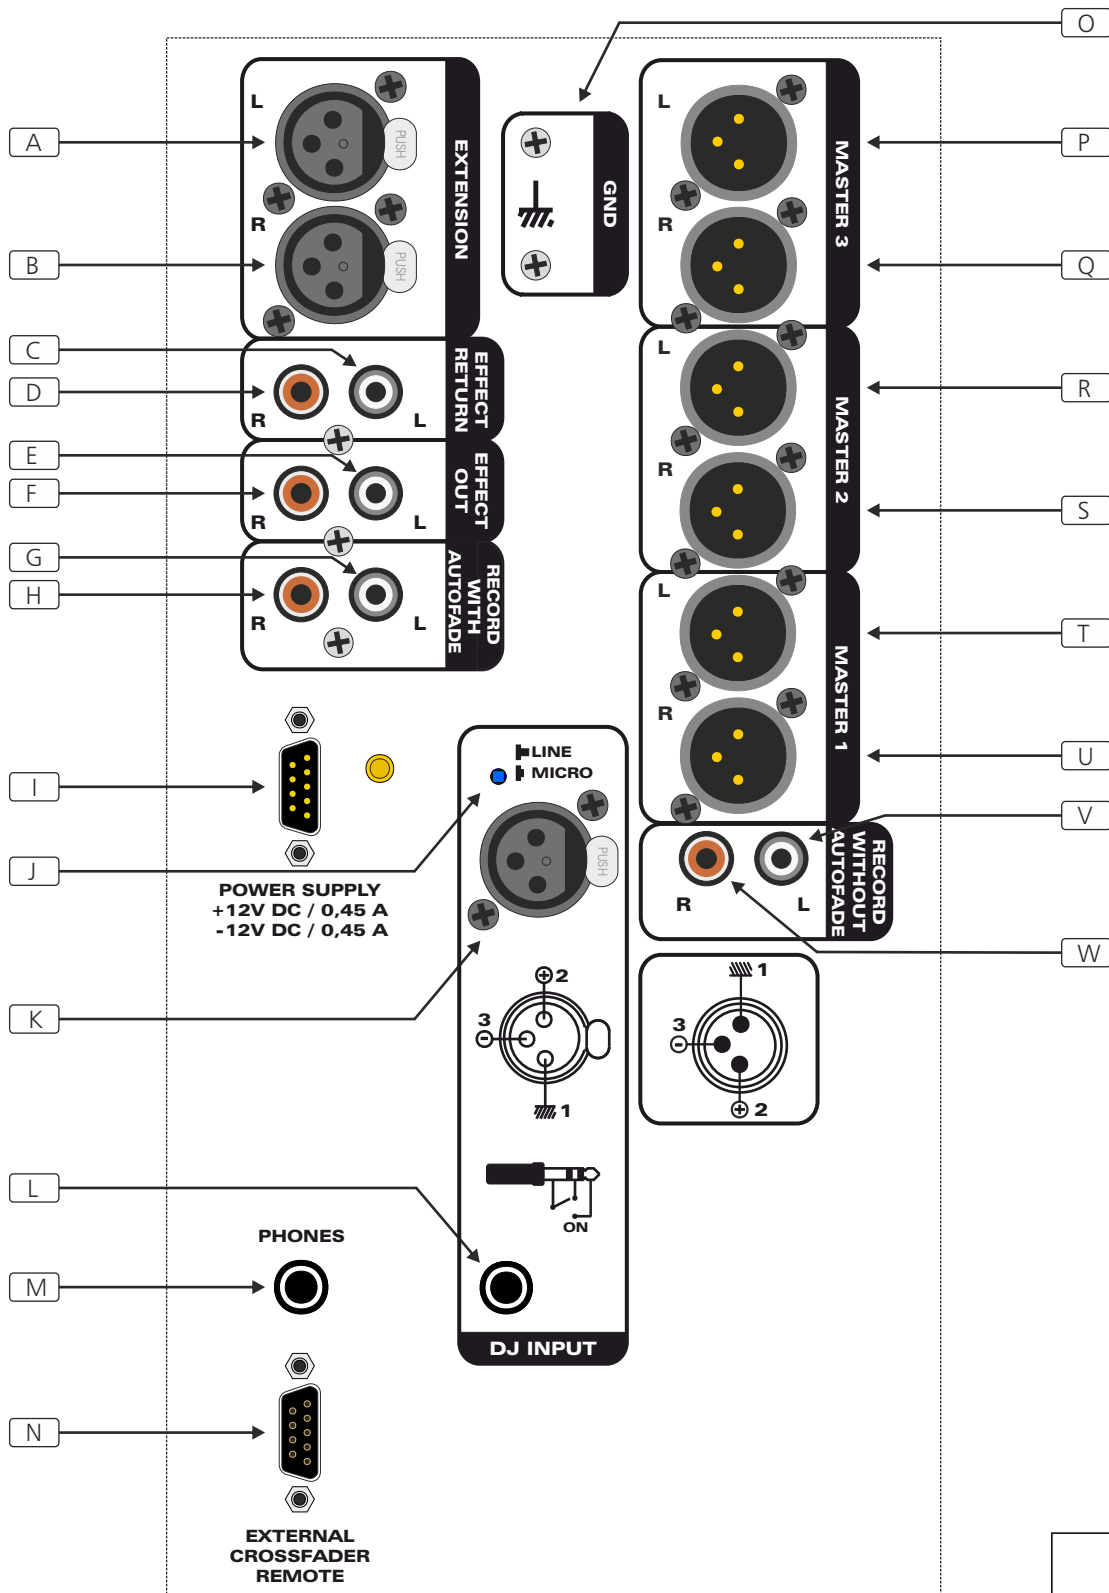 O
A
L
PUSH
R
PUSH
EXTENSION
B
GND
L
R
MASTER 3
P
Q
C
D
R
L
EFFECT
RETURN
E
F
R
L
EFFECT
OUT
G
H
R
L
RECORD
WITH
AUTOFADE
L
R
MASTER 2
R
S
L
R
MASTER 1
T
U
I
POWER SUPPLY
+12V DC / 0,45 A
-12V DC / 0,45 A
J
LINE
MICRO
PUSH
K
2
3
1
V
R
L
RECORD
WITHOUT
AUTOFADE
W
1
3
2
L
ON
DJ INPUT
PHONES
M
N
EXTERNAL
CROSSFADER
REMOTE